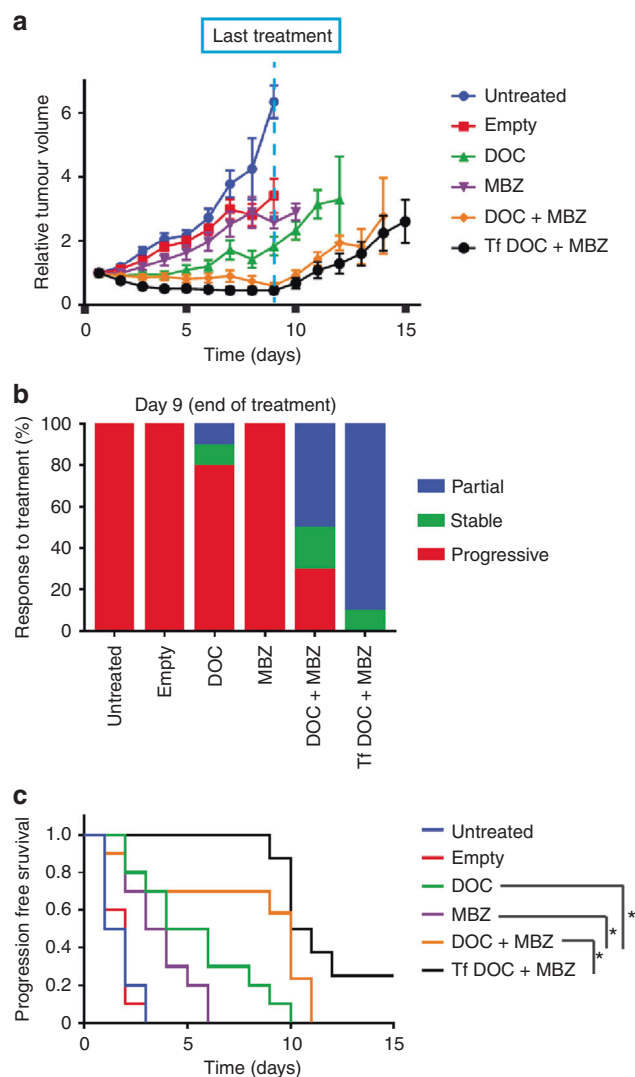 a
Last treatment
Relative tumour volume
6
4
2
0
0 5 10 15
Time (days)
Untreated
Empty
DOC
MBZ
DOC + MBZ
Tf DOC + MBZ
b
Day 9 (end of treatment)
Response to treatment (%)
100
80
60
40
20
0
Untreated
Empty
DOC
MBZ
DOC + MBZ
Tf DOC + MBZ
Partial
Stable
Progressive
c
Progression free sruvival
1.0
0.8
0.6
0.4
0.2
0
0 5 10 15
Time (days)
Untreated
Empty
DOC
MBZ
DOC + MBZ
Tf DOC + MBZ
*
*
*